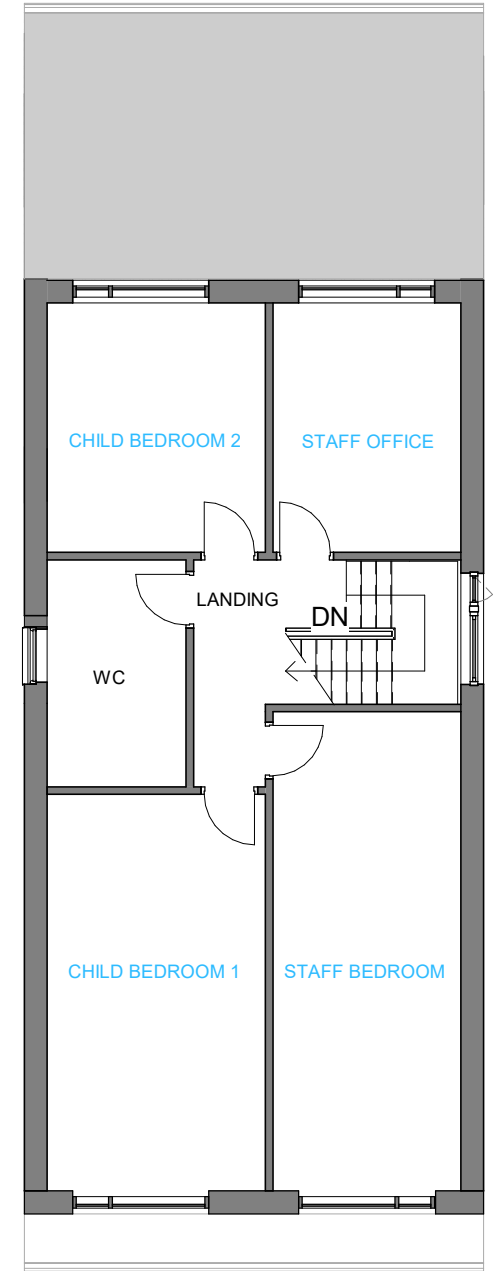 CHILD BEDROOM 2
STAFF OFFICE
LANDING
DN
WC
CHILD BEDROOM 1
STAFF BEDROOM